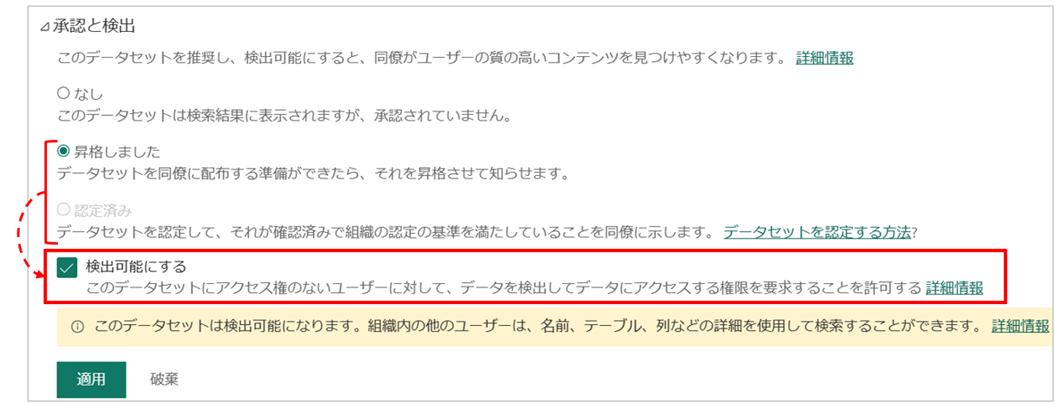 承認と検出
このデータセットを推奨し、検出可能にすると、同僚がユーザーの質の高いコンテンツを見つけやすくなります。 詳細情報
なし
このデータセットは検索結果に表示されますが、承認されていません。
昇格しました
データセットを同僚に配布する準備ができたら、それを昇格させて知らせます。
認定済み
データセットを認定して、それが確認済みで組織の認定の基準を満たしていることを同僚に示します。 データセットを認定する方法?
検出可能にする
このデータセットにアクセス権のないユーザーに対して、データを検出してデータにアクセスする権限を要求することを許可する 詳細情報
このデータセットは検出可能になります。組織内の他のユーザーは、名前、テーブル、列などの詳細を使用して検索することができます。 詳細情報
適用 破棄